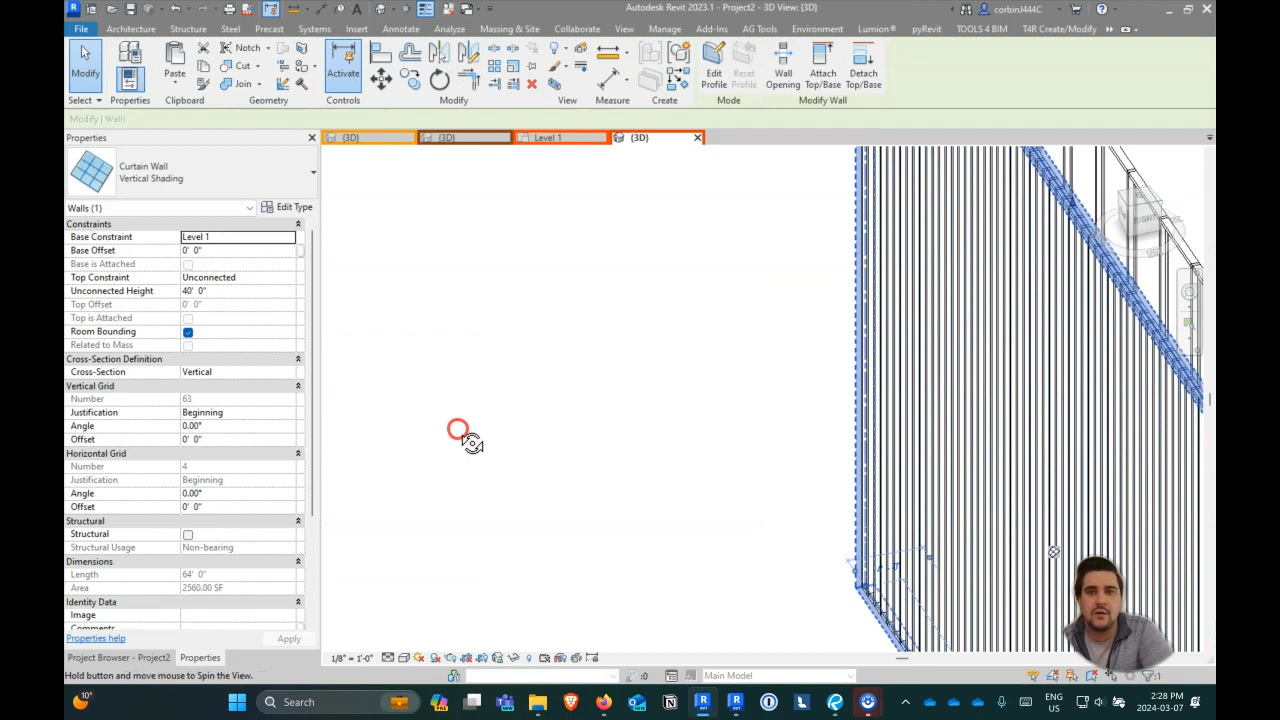 Autodesk Revit 2023.1 - Project2 - 3D View: {3D}
corbinJ444C
File Architecture Structure Steel Precast Systems Insert Annotate Analyze Massing & Site Collaborate View Manage Add-Ins AG Tools Environment Lumion® pyRevit TOOLS 4 BIM T4R Create/Modify
Modify Properties Paste Notch Cut Join Activate Edit Profile Reset Profile Wall Opening Attach Top/Base Detach Top/Base
Select Properties Clipboard Geometry Controls Modify View Measure Create Mode Modify Wall
Modify | Walls
Properties
{3D} {3D} Level 1 {3D}
Curtain Wall
Vertical Shading
Walls (1) Edit Type
Constraints
Base Constraint Level 1
Base Offset 0' 0"
Base is Attached
Top Constraint Unconnected
Unconnected Height 40' 0"
Top Offset 0' 0"
Top is Attached
Room Bounding
Related to Mass
Cross-Section Definition
Cross-Section Vertical
Vertical Grid
Number 63
Justification Beginning
Angle 0.00°
Offset 0' 0"
Horizontal Grid
Number 4
Justification Beginning
Angle 0.00°
Offset 0' 0"
Structural
Structural
Structural Usage Non-bearing
Dimensions
Length 64' 0"
Area 2560.00 SF
Identity Data
Image
Comments
Properties help Apply
RIGHT
Project Browser - Project2 Properties
1/8" = 1'-0"
Hold button and move mouse to Spin the View.
:0 Main Model
:1
10°
Search
ENG
US
2:28 PM
2024-03-07